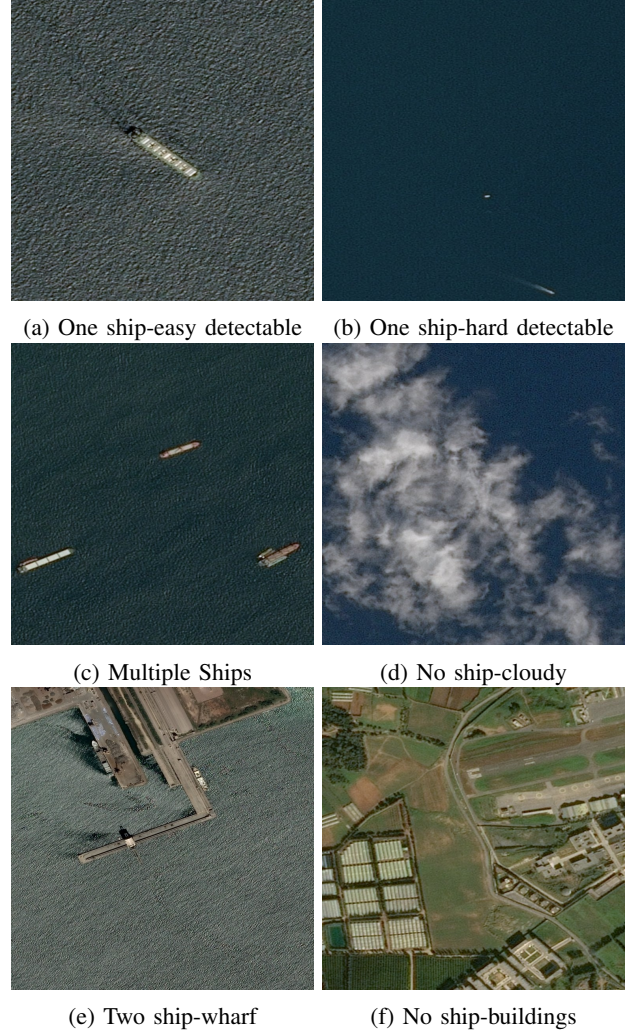 (a) One ship-easy detectable
(b) One ship-hard detectable
(c) Multiple Ships
(d) No ship-cloudy
(e) Two ship-wharf
(f) No ship-buildings